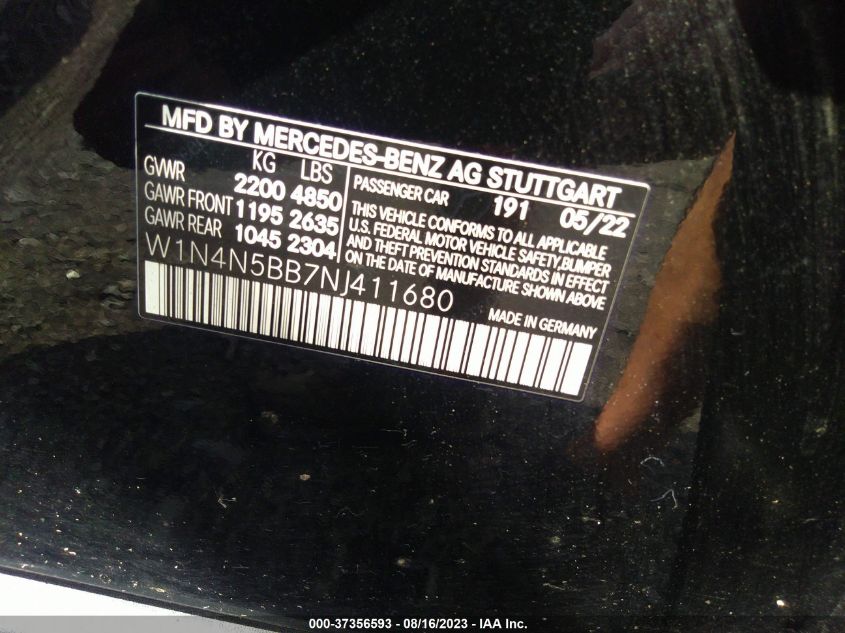 MFD BY MERCEDES-BENZ AG STUTTGART
KG LBS
GVWR 2200 4850
GAWR FRONT 1195 2635
GAWR REAR 1045 2304
PASSENGER CAR 191 05/22
THIS VEHICLE CONFORMS TO ALL APPLICABLE
U.S. FEDERAL MOTOR VEHICLE SAFETY, BUMPER
AND THEFT PREVENTION STANDARDS IN EFFECT
ON THE DATE OF MANUFACTURE SHOWN ABOVE
W1N4N5BB7NJ411680
MADE IN GERMANY
000-37356593 - 08/16/2023 - IAA Inc.